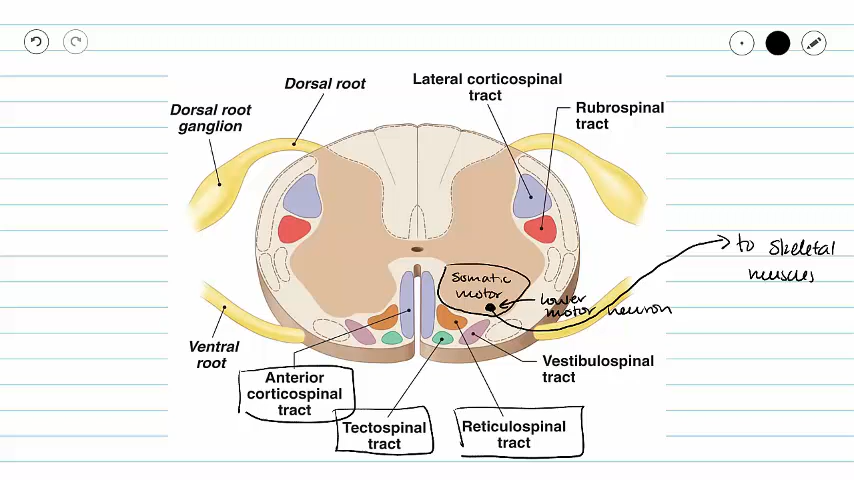 Dorsal root
Lateral corticospinal
tract
Dorsal root
ganglion
Rubrospinal
tract
to skeletal
muscles
Somatic
motor
lower
motor neuron
Ventral
root
Vestibulospinal
tract
Anterior
corticospinal
tract
Tectospinal
tract
Reticulospinal
tract